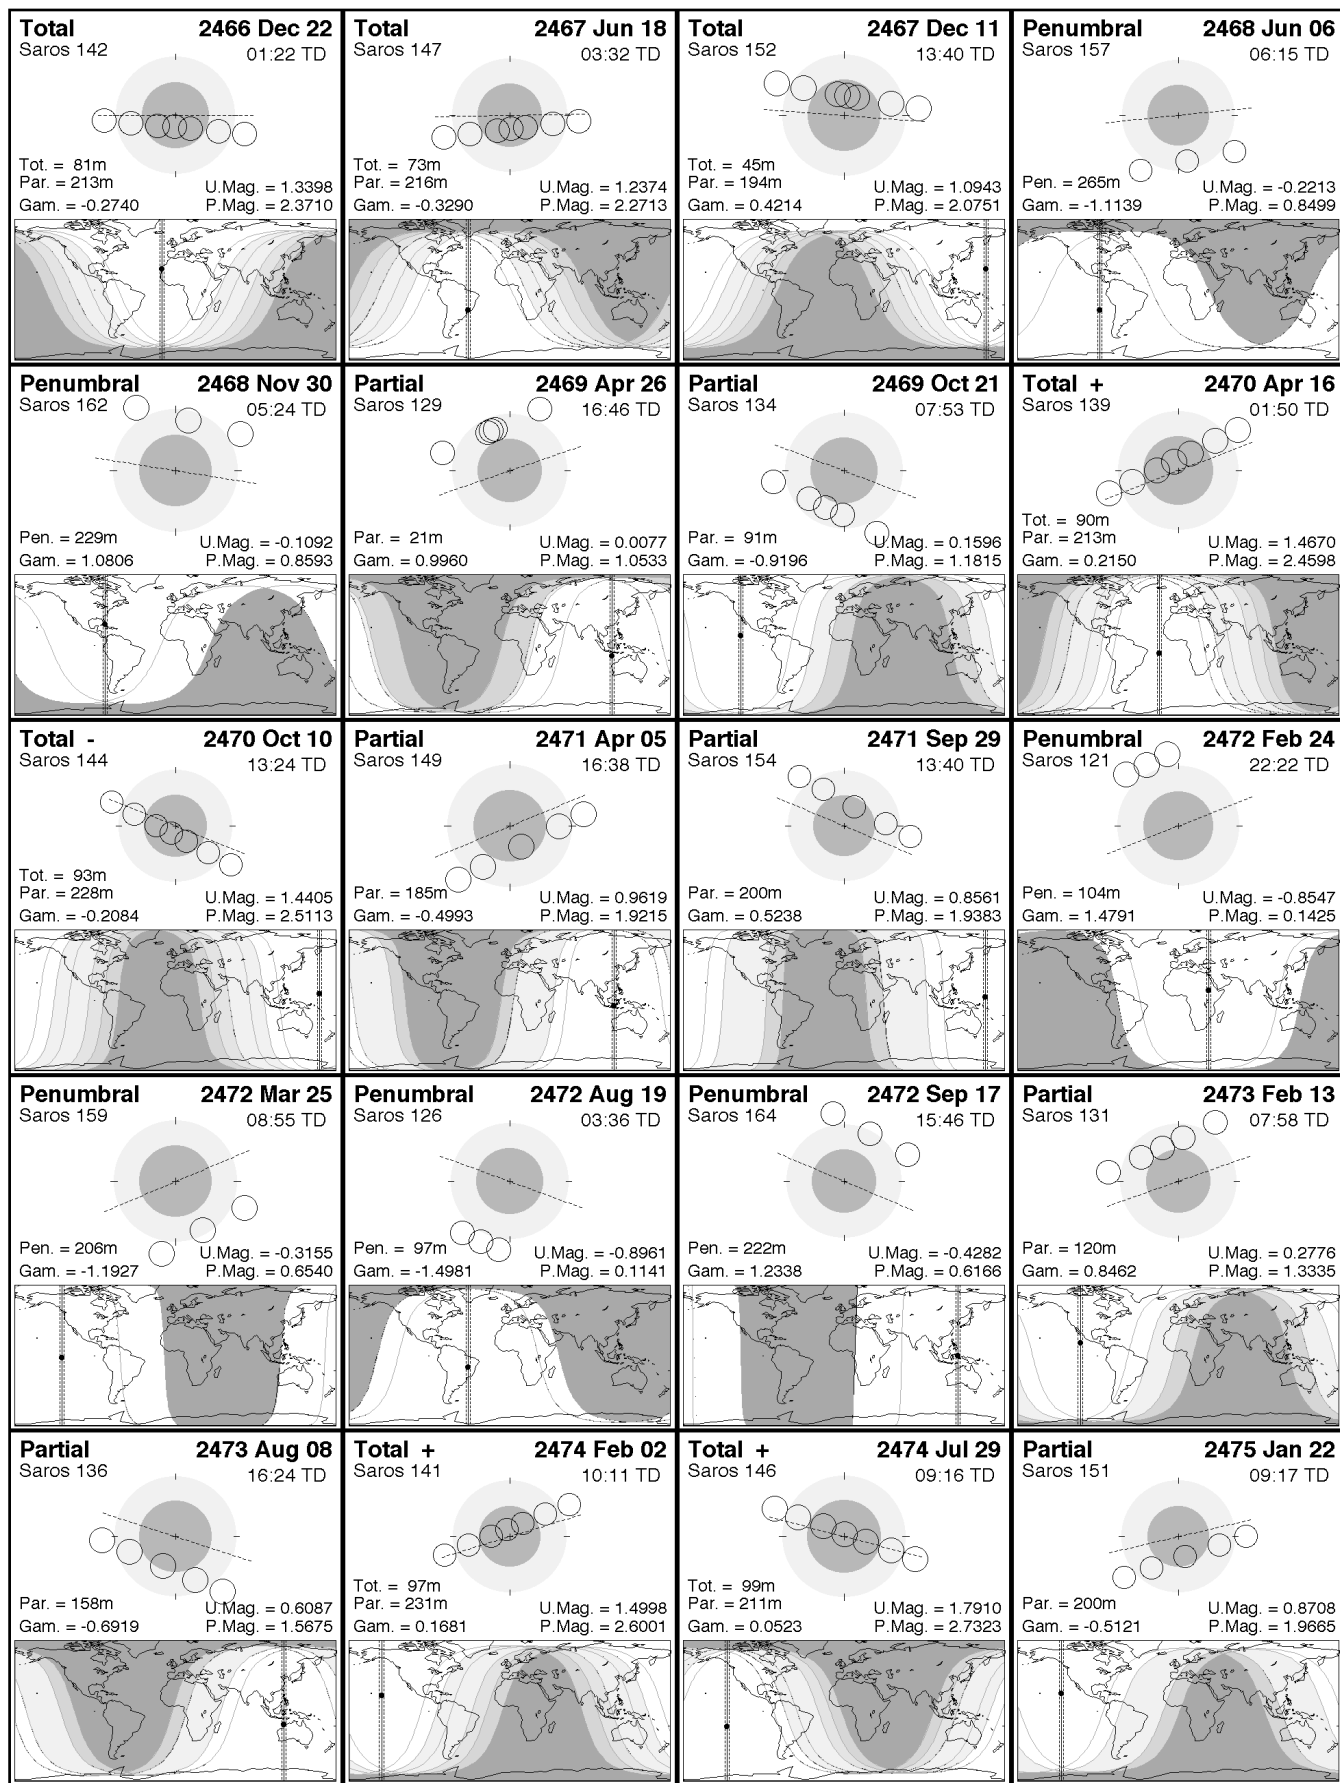 Total 2466 Dec 22
Saros 142 01:22 TD
Tot. = 81m
Par. = 213m U.Mag. = 1.3398
Gam. = -0.2740 P.Mag. = 2.3710
Total 2467 Jun 18
Saros 147 03:32 TD
Tot. = 73m
Par. = 216m U.Mag. = 1.2374
Gam. = -0.3290 P.Mag. = 2.2713
Total 2467 Dec 11
Saros 152 13:40 TD
Tot. = 45m
Par. = 194m U.Mag. = 1.0943
Gam. = 0.4214 P.Mag. = 2.0751
Penumbral 2468 Jun 06
Saros 157 06:15 TD
Pen. = 265m U.Mag. = -0.2213
Gam. = -1.1139 P.Mag. = 0.8499
Penumbral 2468 Nov 30
Saros 162 05:24 TD
Pen. = 229m U.Mag. = -0.1092
Gam. = 1.0806 P.Mag. = 0.8593
Partial 2469 Apr 26
Saros 129 16:46 TD
Par. = 21m U.Mag. = 0.0077
Gam. = 0.9960 P.Mag. = 1.0533
Partial 2469 Oct 21
Saros 134 07:53 TD
Par. = 91m U.Mag. = 0.1596
Gam. = -0.9196 P.Mag. = 1.1815
Total + 2470 Apr 16
Saros 139 01:50 TD
Tot. = 90m
Par. = 213m U.Mag. = 1.4670
Gam. = 0.2150 P.Mag. = 2.4598
Total - 2470 Oct 10
Saros 144 13:24 TD
Tot. = 93m
Par. = 228m U.Mag. = 1.4405
Gam. = -0.2084 P.Mag. = 2.5113
Partial 2471 Apr 05
Saros 149 16:38 TD
Par. = 185m U.Mag. = 0.9619
Gam. = -0.4993 P.Mag. = 1.9215
Partial 2471 Sep 29
Saros 154 13:40 TD
Par. = 200m U.Mag. = 0.8561
Gam. = 0.5238 P.Mag. = 1.9383
Penumbral 2472 Feb 24
Saros 121 22:22 TD
Pen. = 104m U.Mag. = -0.8547
Gam. = 1.4791 P.Mag. = 0.1425
Penumbral 2472 Mar 25
Saros 159 08:55 TD
Pen. = 206m U.Mag. = -0.3155
Gam. = -1.1927 P.Mag. = 0.6540
Penumbral 2472 Aug 19
Saros 126 03:36 TD
Pen. = 97m U.Mag. = -0.8961
Gam. = -1.4981 P.Mag. = 0.1141
Penumbral 2472 Sep 17
Saros 164 15:46 TD
Pen. = 222m U.Mag. = -0.4282
Gam. = 1.2338 P.Mag. = 0.6166
Partial 2473 Feb 13
Saros 131 07:58 TD
Par. = 120m U.Mag. = 0.2776
Gam. = 0.8462 P.Mag. = 1.3335
Partial 2473 Aug 08
Saros 136 16:24 TD
Par. = 158m U.Mag. = 0.6087
Gam. = -0.6919 P.Mag. = 1.5675
Total + 2474 Feb 02
Saros 141 10:11 TD
Tot. = 97m
Par. = 231m U.Mag. = 1.4998
Gam. = 0.1681 P.Mag. = 2.6001
Total + 2474 Jul 29
Saros 146 09:16 TD
Tot. = 99m
Par. = 211m U.Mag. = 1.7910
Gam. = 0.0523 P.Mag. = 2.7323
Partial 2475 Jan 22
Saros 151 09:17 TD
Par. = 200m U.Mag. = 0.8708
Gam. = -0.5121 P.Mag. = 1.9665